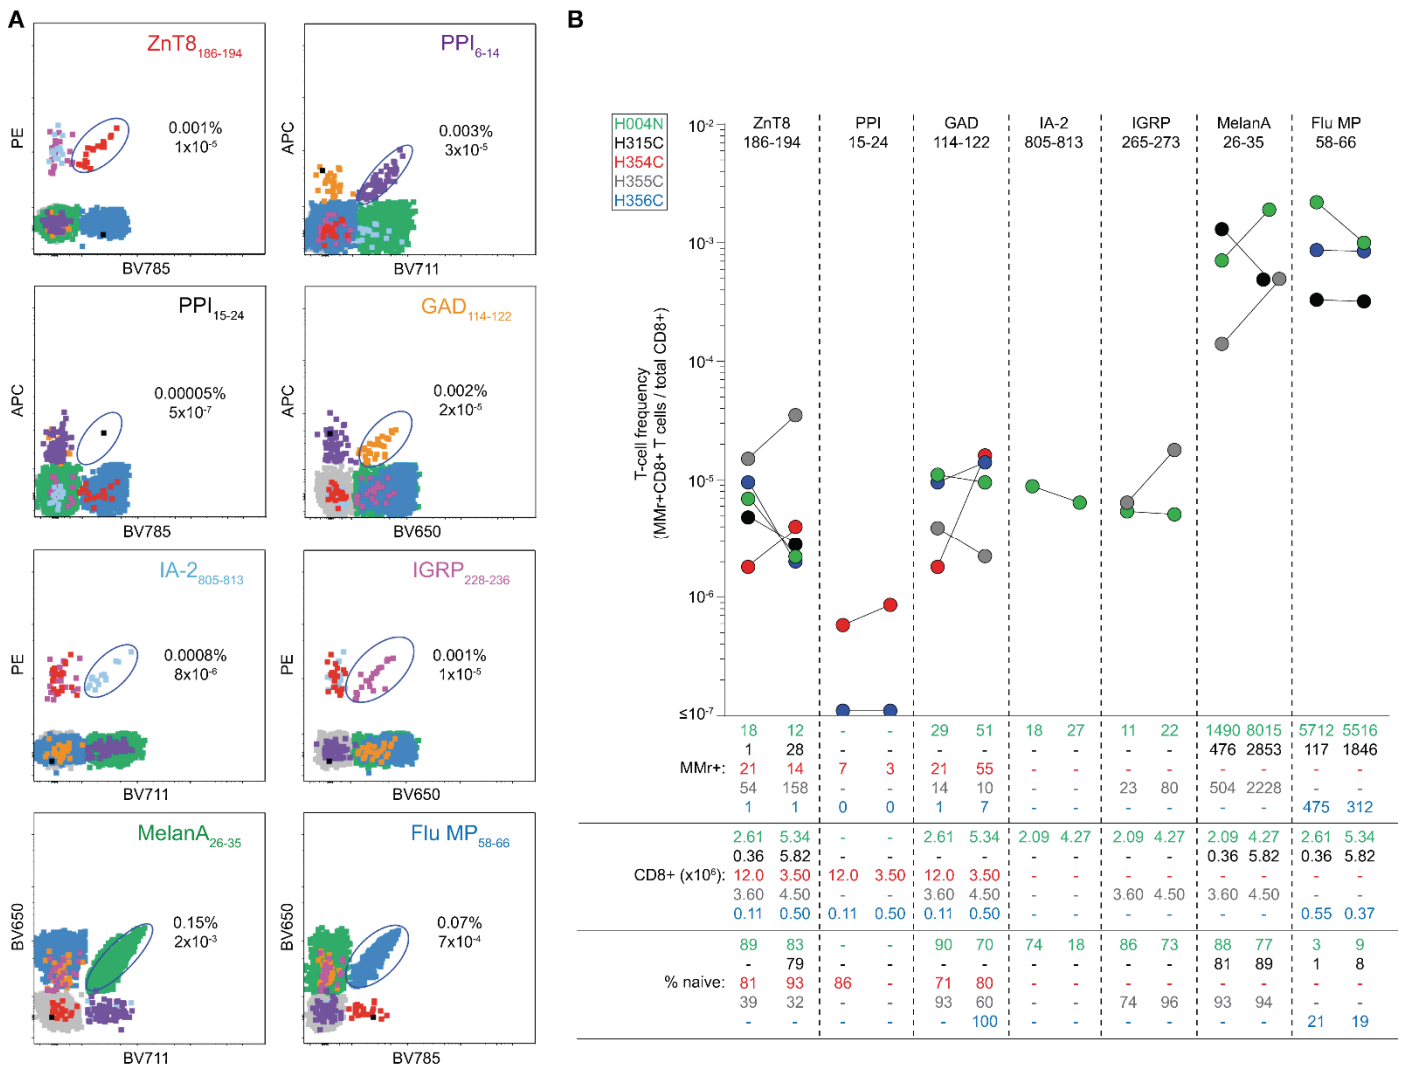 A
ZnT8186-194
0.001%
1x10-5
PE
BV785
PPI6-14
0.003%
3x10-5
APC
BV711
PPI15-24
0.00005%
5x10-7
APC
BV785
GAD114-122
0.002%
2x10-5
APC
BV650
IA-2805-813
0.0008%
8x10-6
PE
BV711
IGRP228-236
0.001%
1x10-5
PE
BV650
MelanA26-35
0.15%
2x10-3
BV650
BV711
Flu MP58-66
0.07%
7x10-4
BV650
BV785
B
H004N
H315C
H354C
H355C
H356C
ZnT8 PPI GAD IA-2 IGRP MelanA Flu MP
186-194 15-24 114-122 805-813 265-273 26-35 58-66
T-cell frequency
(MMr+CD8+ T cells / total CD8+)
10-2
10-3
10-4
10-5
10-6
≤10-7
MMr+:
18 12 - - 29 51 18 27 11 22 1490 8015 5712 5516
1 28 - - - - - - - - 476 2853 117 1846
21 14 7 3 21 55 - - - - - - - -
54 158 - - 14 10 - - 23 80 504 2228 - -
1 1 0 0 1 7 - - - - - - 475 312
CD8+ (x106):
2.61 5.34 - - 2.61 5.34 2.09 4.27 2.09 4.27 2.09 4.27 2.61 5.34
0.36 5.82 - - - - - - - - 0.36 5.82 0.36 5.82
12.0 3.50 12.0 3.50 12.0 3.50 - - - - - - - -
3.60 4.50 - - 3.60 4.50 - - 3.60 4.50 3.60 4.50 - -
0.11 0.50 0.11 0.50 0.11 0.50 - - - - - - 0.55 0.37
% naive:
89 83 - - 90 70 74 18 86 73 88 77 3 9
- 79 - - - - - - - - 81 89 1 8
81 93 86 - 71 80 - - - - - - - -
39 32 - - 93 60 - - 74 96 93 94 - -
- - - - - 100 - - - - - - 21 19